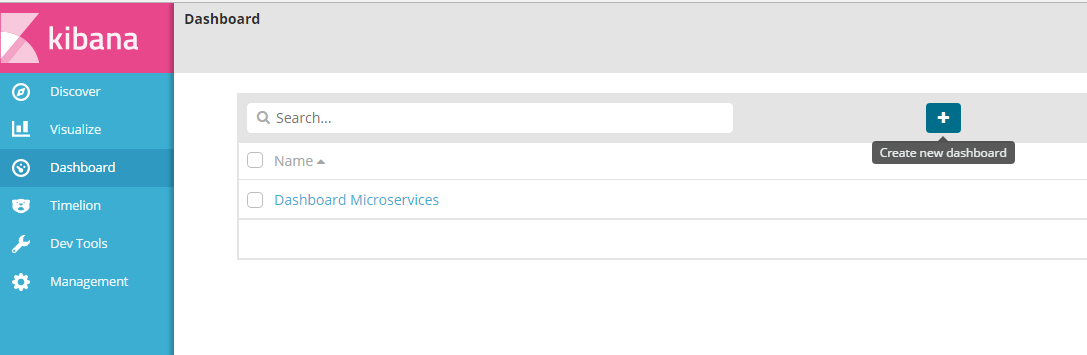 Dashboard
kibana
Discover
Visualize
Dashboard
Timelion
Dev Tools
Management
Search...
Create new dashboard
Name
Dashboard Microservices